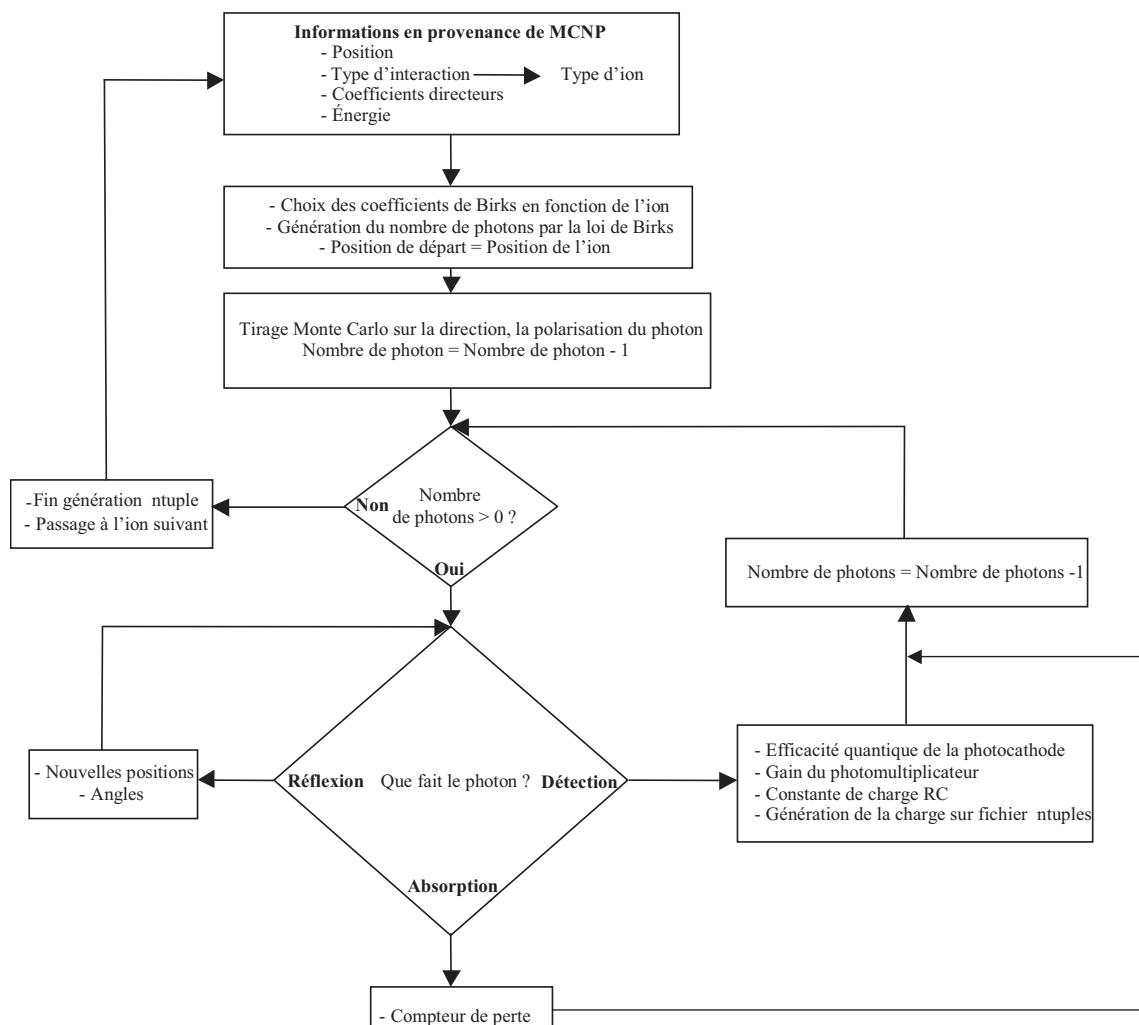 Informations en provenance de MCNP
- Position
- Type d'interaction Type d'ion
- Coefficients directeurs
- Énergie
- Choix des coefficients de Birks en fonction de l'ion
- Génération du nombre de photons par la loi de Birks
- Position de départ = Position de l'ion
Tirage Monte Carlo sur la direction, la polarisation du photon
Nombre de photon = Nombre de photon - 1
-Fin génération ntuple
- Passage à l'ion suivant
Non
Nombre
de photons > 0 ?
Oui
Nombre de photons = Nombre de photons -1
- Nouvelles positions
- Angles
Réflexion
Que fait le photon ?
Détection
Absorption
- Efficacité quantique de la photocathode
- Gain du photomultiplicateur
- Constante de charge RC
- Génération de la charge sur fichier ntuples
- Compteur de perte